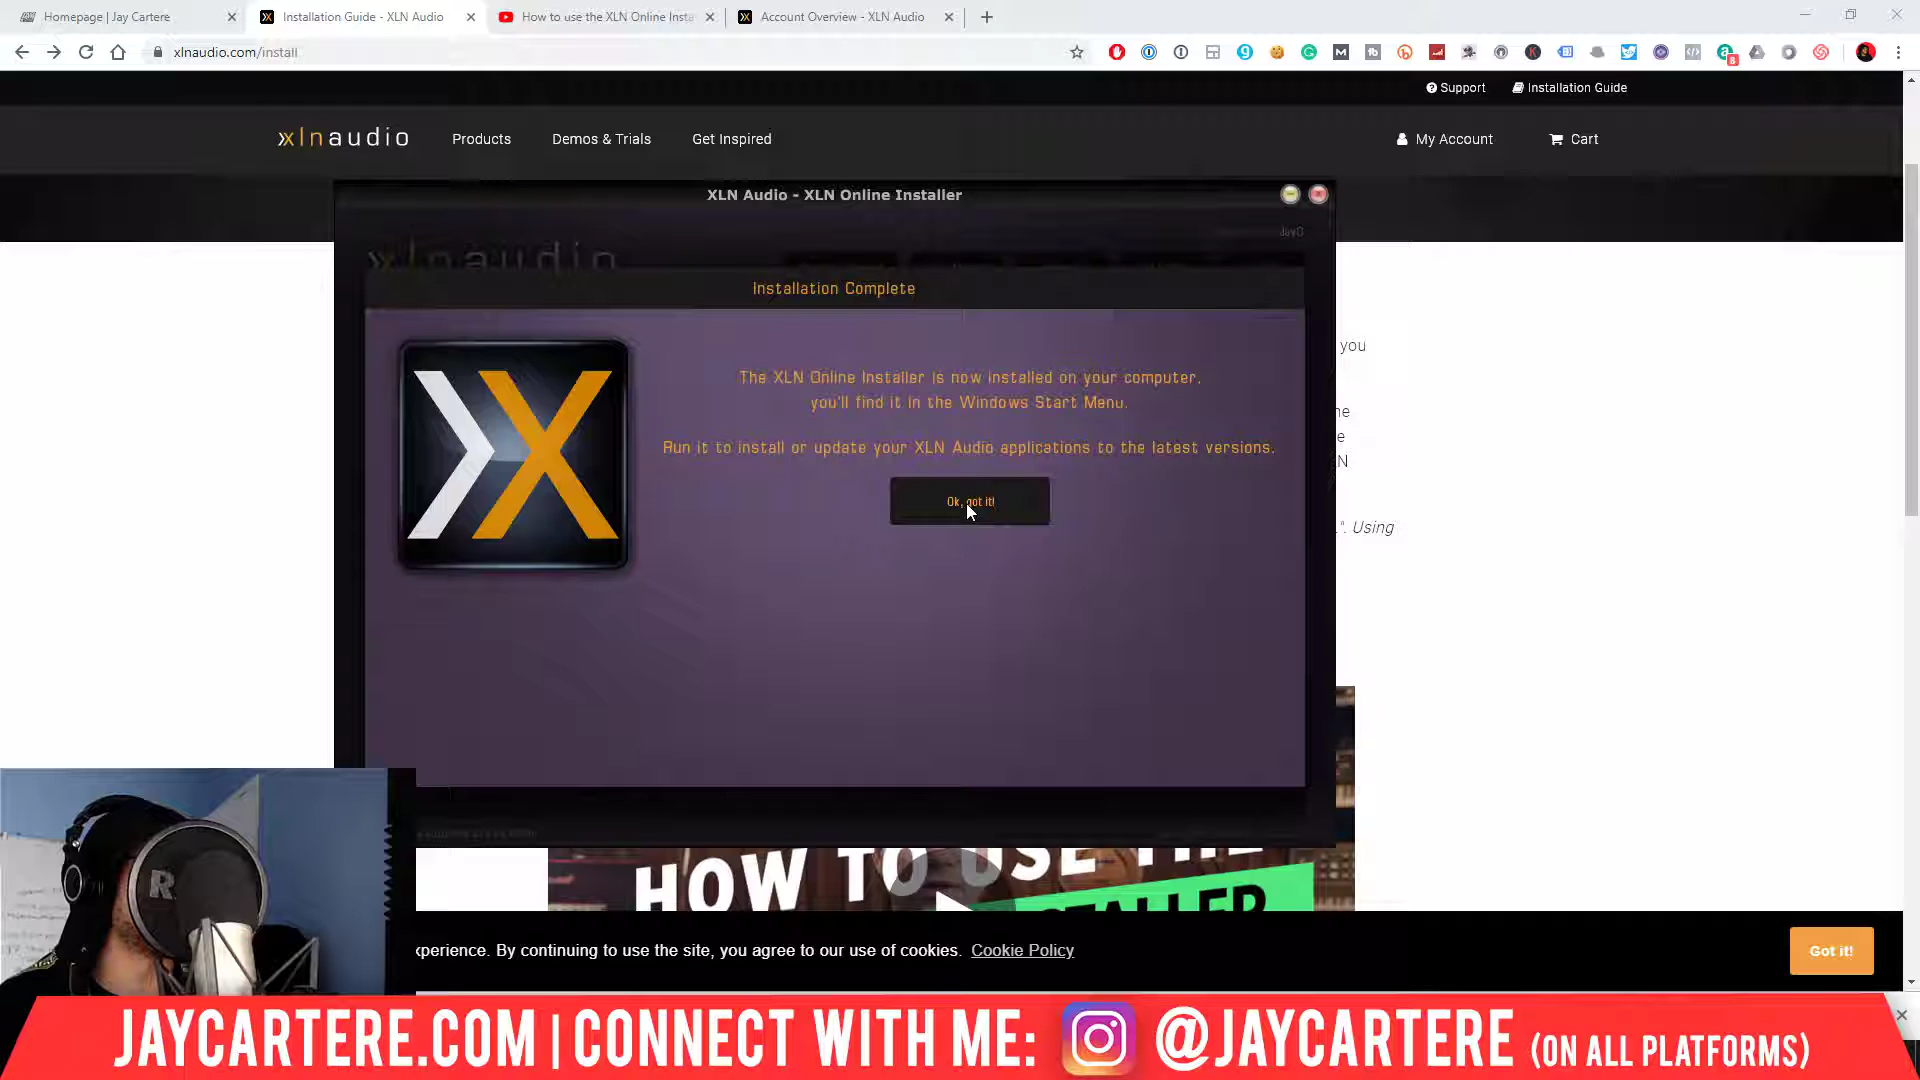 Homepage | Jay Cartere
Installation Guide - XLN Audio
How to use the XLN Online Insta
Account Overview - XLN Audio
xlnaudio.com/install
8
Support
Installation Guide
xlnaudio
Products
Demos & Trials
Get Inspired
My Account
Cart
XLN Audio - XLN Online Installer
JayC
xlnaudio
Installation Complete
The XLN Online Installer is now installed on your computer,
you'll find it in the Windows Start Menu.
Run it to install or update your XLN Audio applications to the latest versions.
Ok, got it!
you
.". Using
HOW TO USE THE
experience. By continuing to use the site, you agree to our use of cookies. Cookie Policy
Got it!
JAYCARTERE.COM | CONNECT WITH ME: @JAYCARTERE (ON ALL PLATFORMS)